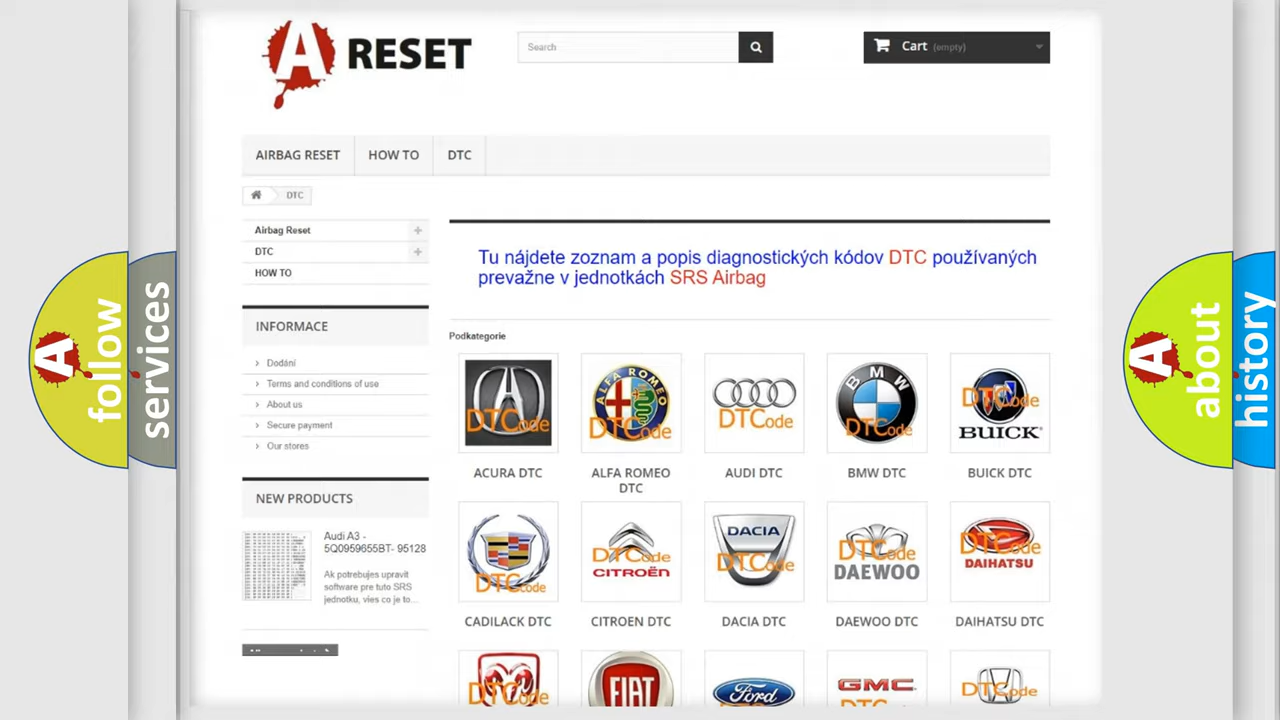 A RESET
Search
Cart (empty)
AIRBAG RESET
HOW TO
DTC
DTC
Airbag Reset
DTC
HOW TO
INFORMACE
Dodání
Terms and conditions of use
About us
Secure payment
Our stores
NEW PRODUCTS
Audi A3 -
5Q0959655BT- 95128
Ak potrebujes upravit
software pre tuto SRS
jednotku, vies co je to...
Tu nájdete zoznam a popis diagnostických kódov DTC používaných
prevažne v jednotkách SRS Airbag
Podkategorie
DTCode
ALFA ROMEO
DTCode
DTCode
BMW
DTCode
DTCode
BUICK
ACURA DTC
ALFA ROMEO
DTC
AUDI DTC
BMW DTC
BUICK DTC
DTCode
DTCode
CITROËN
DACIA
DTCode
DTCode
DAEWOO
DTCode
DAIHATSU
CADILACK DTC
CITROEN DTC
DACIA DTC
DAEWOO DTC
DAIHATSU DTC
DTCode
FIAT
Ford
GMC
DTCode
A
follow
services
A
about
history